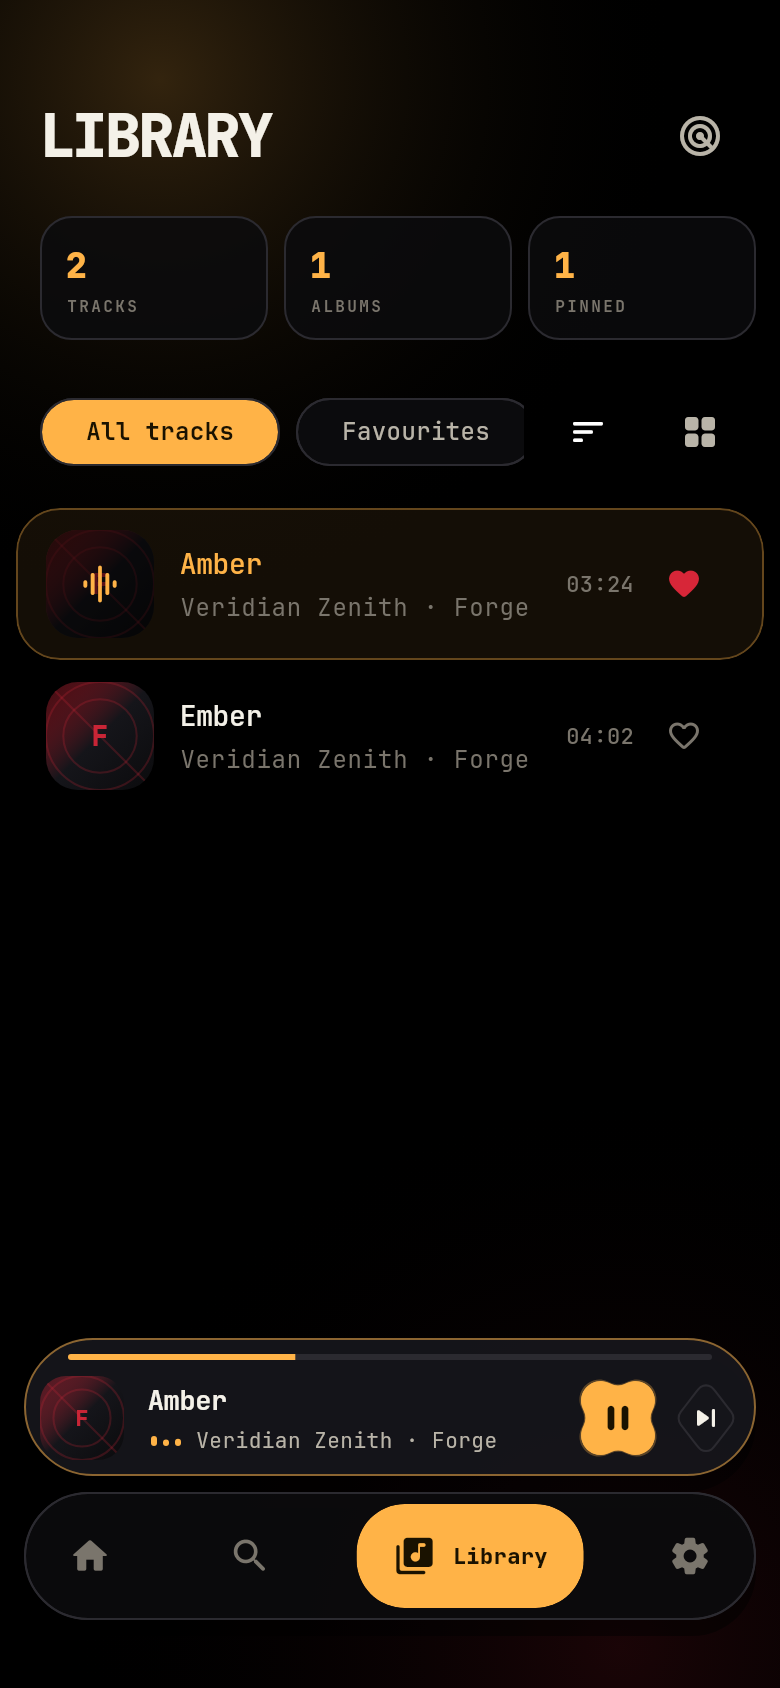 LIBRARY
2
TRACKS
1
ALBUMS
1
PINNED
All tracks
Favourites
Amber
Veridian Zenith · Forge
03:24
F
Ember
Veridian Zenith · Forge
04:02
F
Amber
Veridian Zenith · Forge
Library